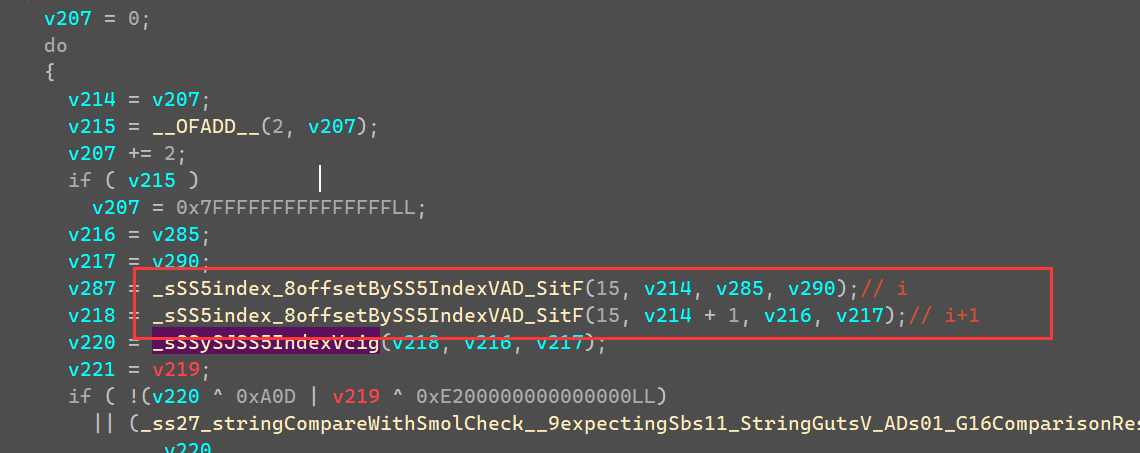 v207 = 0;
do
{
v214 = v207;
v215 = __OFADD__(2, v207);
v207 += 2;
if ( v215 )
v207 = 0x7FFFFFFFFFFFFFFFLL;
v216 = v285;
v217 = v290;
v287 = _sSS5index_8offsetBySS5IndexVAD_SitF(15, v214, v285, v290);// i
v218 = _sSS5index_8offsetBySS5IndexVAD_SitF(15, v214 + 1, v216, v217);// i+1
v220 = _sSSySJSS5IndexVcig(v218, v216, v217);
v221 = v219;
if ( !(v220 ^ 0xA0D | v219 ^ 0xE200000000000000LL)
|| (_ss27_stringCompareWithSmolCheck__9expectingSbs11_StringGutsV_ADs01_G16ComparisonRes
v220